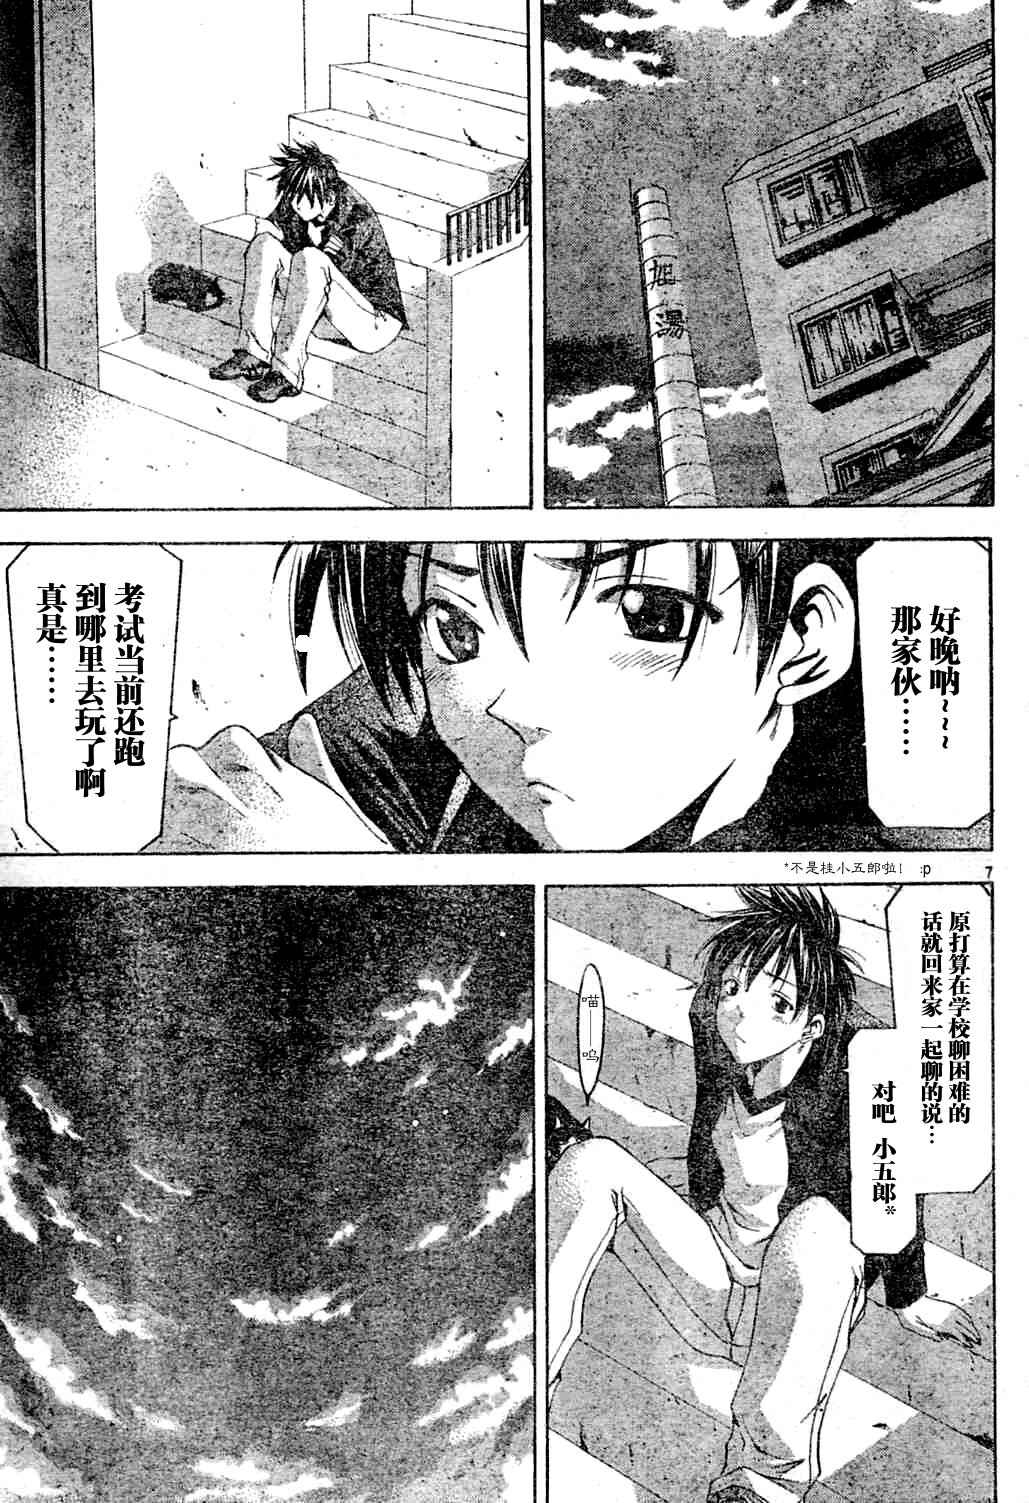 湯
好晚呐~~~
那家伙……
考试当前还跑
到哪里去玩了啊
真是……
*不是桂小五郎啦! :p
7
原打算在学校聊困难的
话就回来家一起聊的说…
对吧 小五郎*
喵——呜